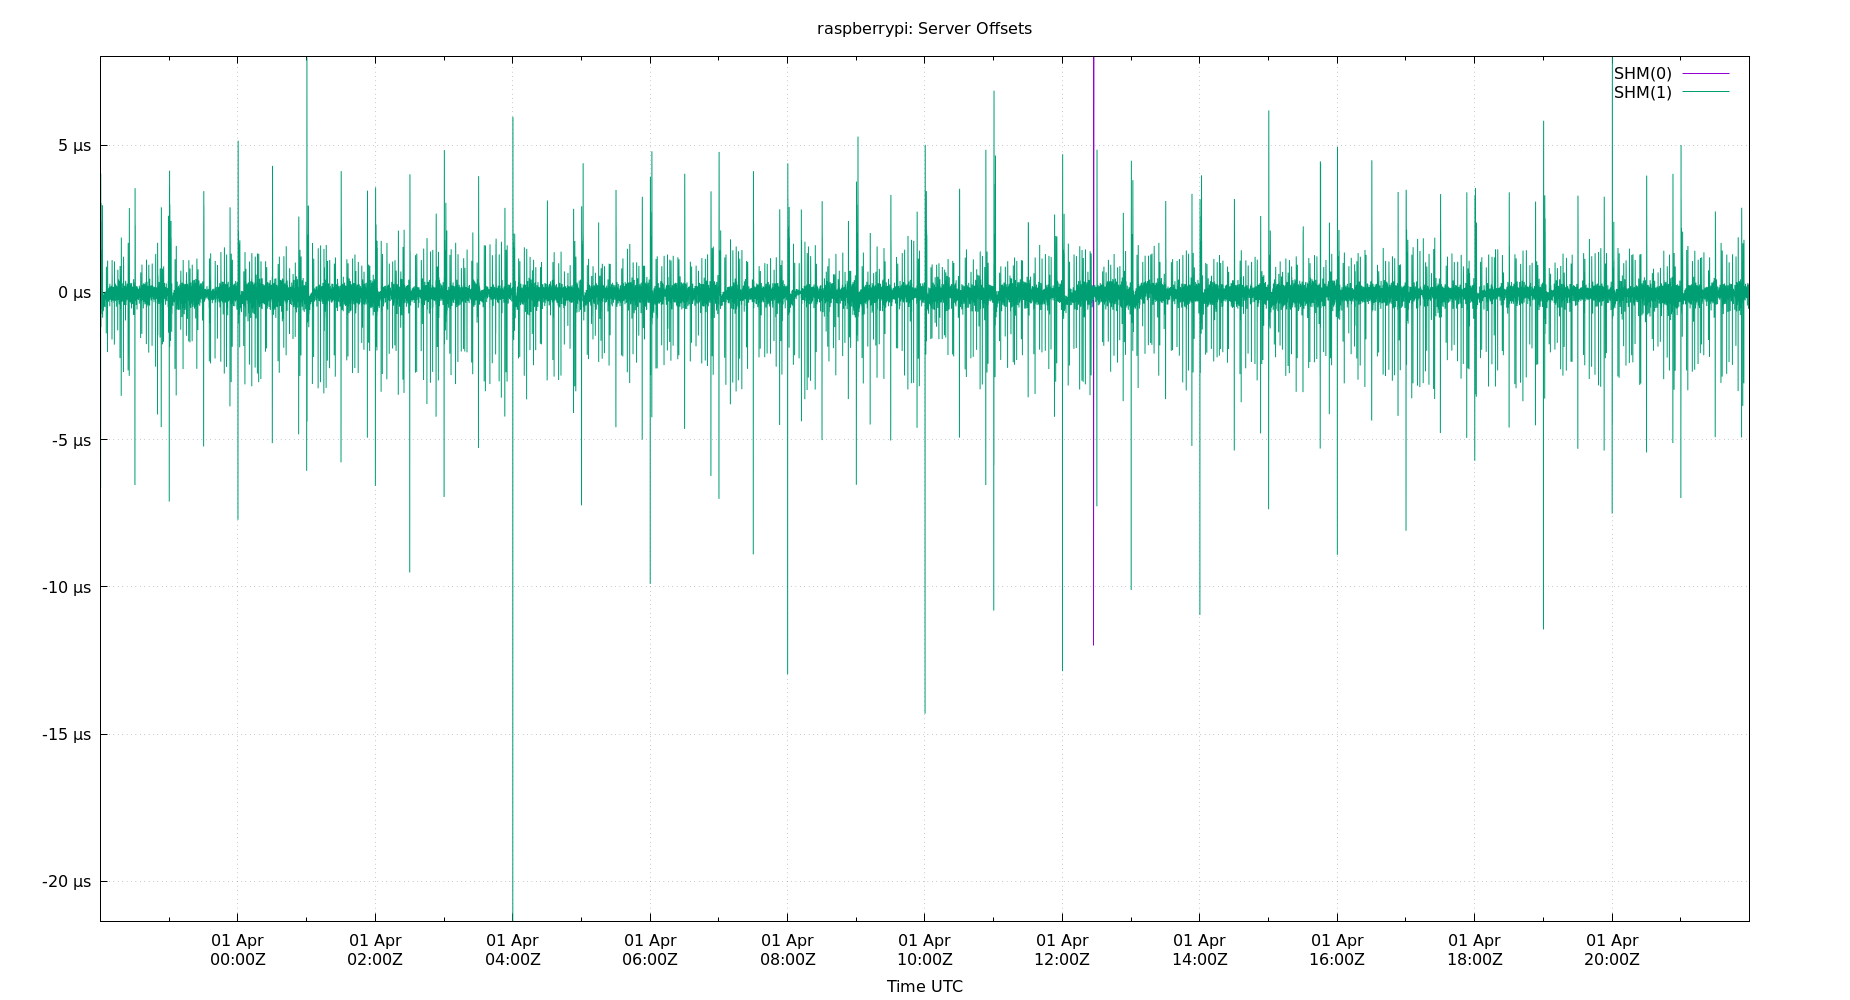 raspberrypi: Server Offsets
SHM(0)
SHM(1)
5 µs
0 µs
-5 µs
-10 µs
-15 µs
-20 µs
01 Apr 01 Apr 01 Apr 01 Apr 01 Apr 01 Apr 01 Apr 01 Apr 01 Apr 01 Apr 01 Apr
00:00Z 02:00Z 04:00Z 06:00Z 08:00Z 10:00Z 12:00Z 14:00Z 16:00Z 18:00Z 20:00Z
Time UTC